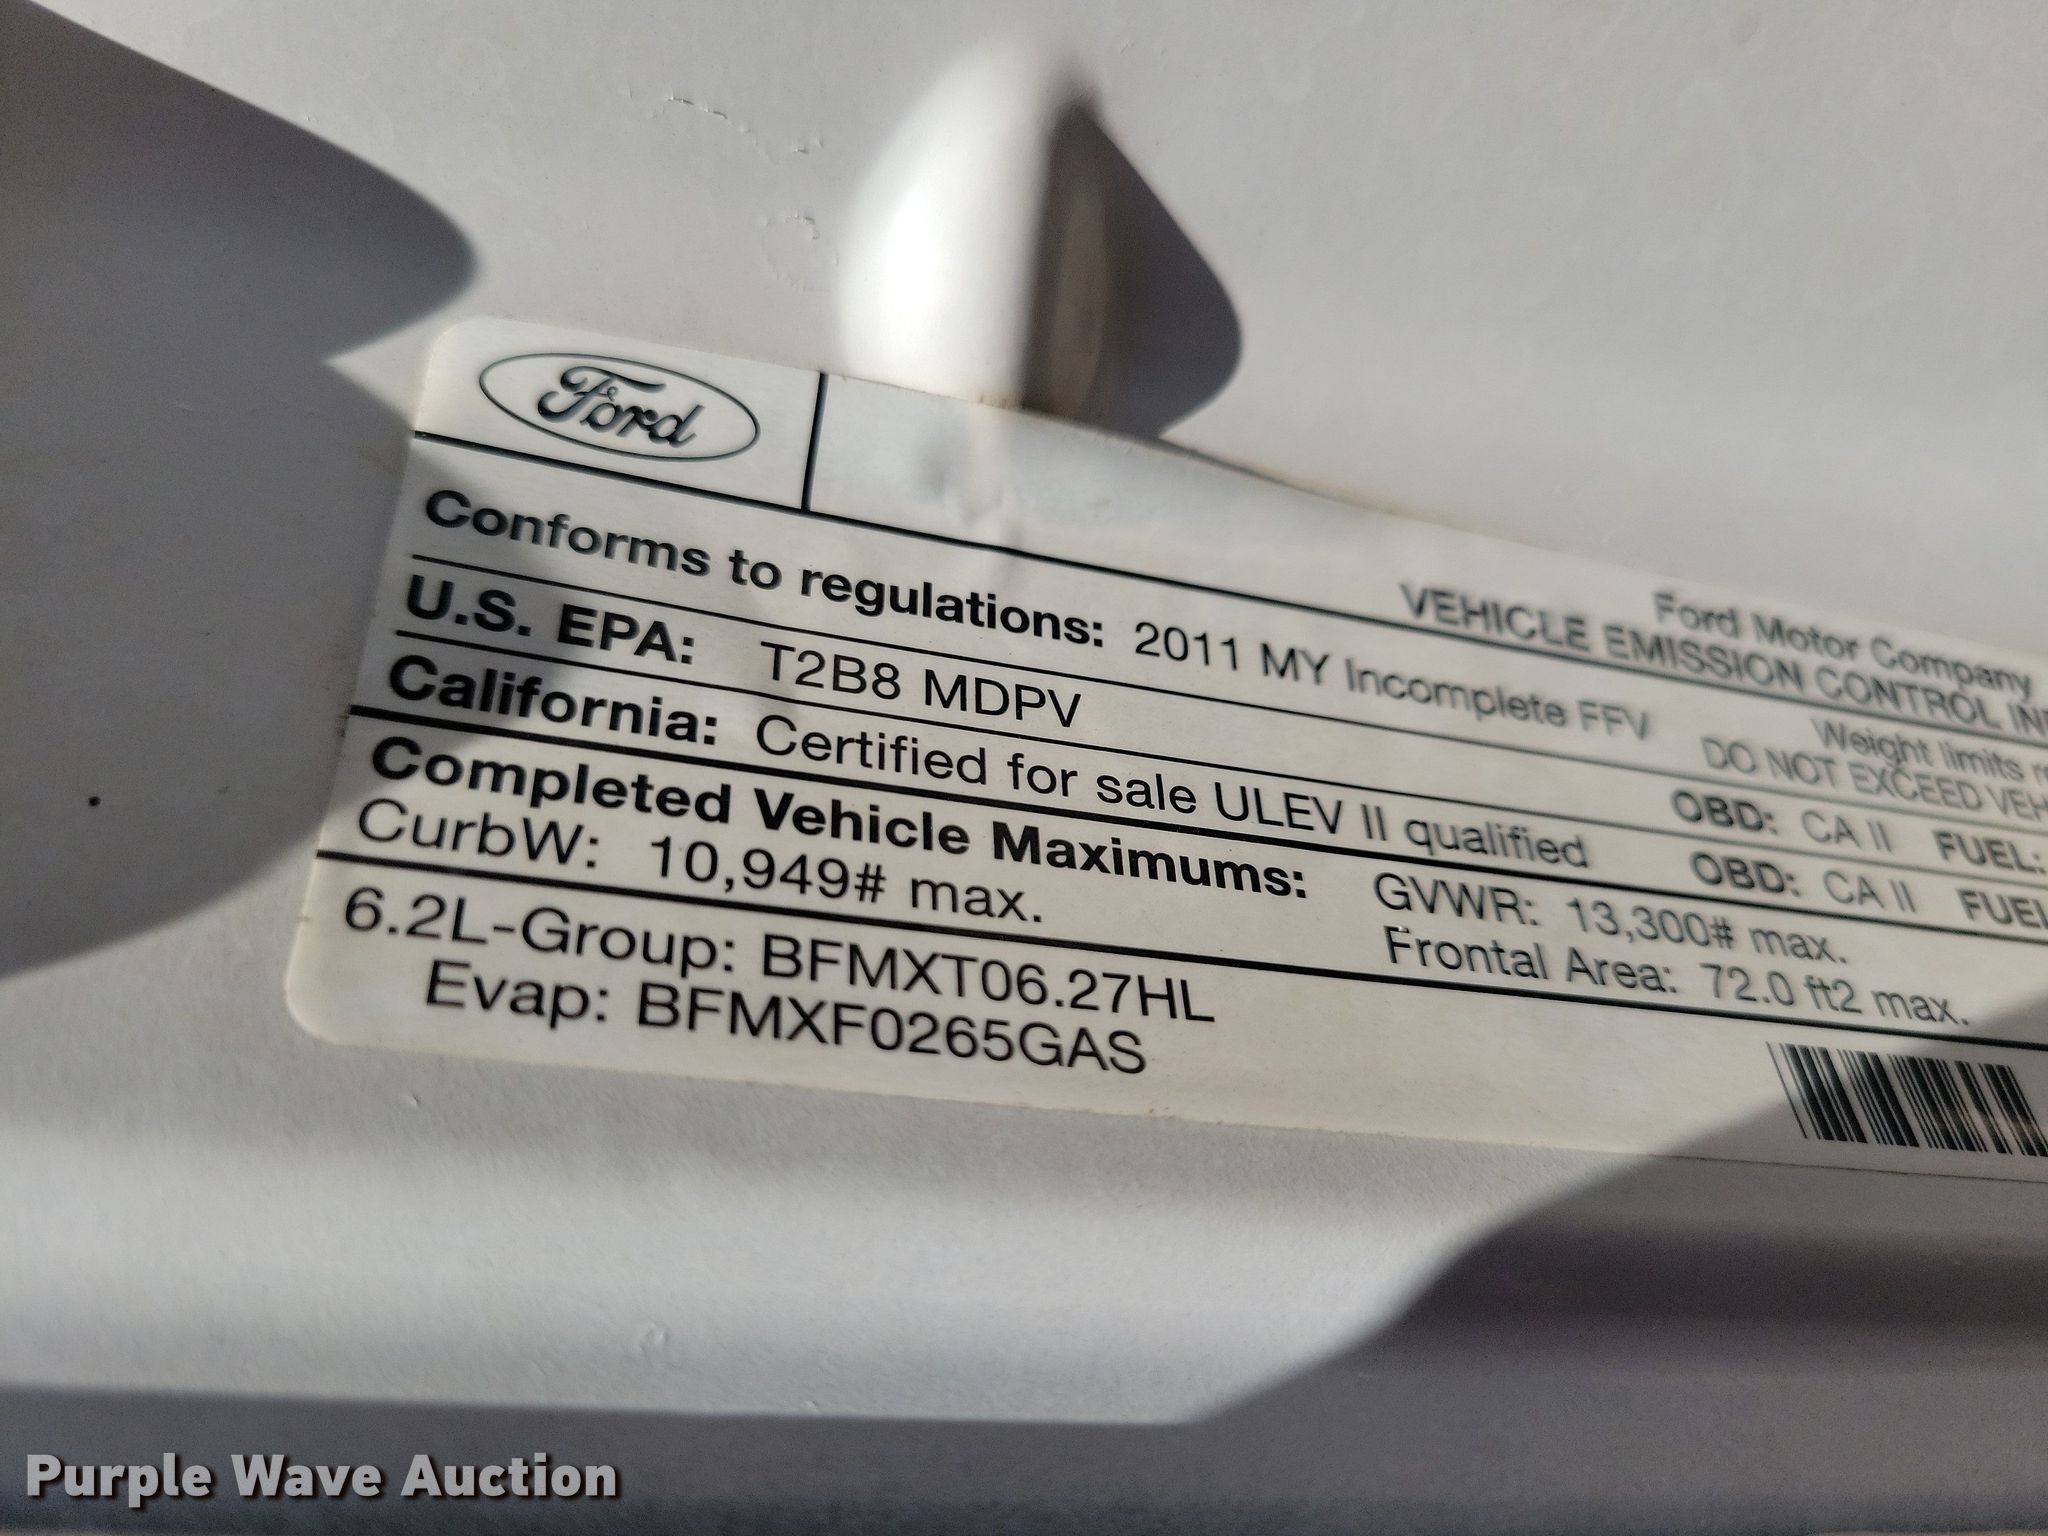 Ford
Ford Motor Company
VEHICLE EMISSION CONTROL
Conforms to regulations: 2011 MY Incomplete FFV
Weight limits
DO NOT EXCEED
U.S. EPA: T2B8 MDPV OBD: CA II FUEL:
California: Certified for sale ULEV II qualified OBD: CA II
Completed Vehicle Maximums: GVWR: 13,300# max.
CurbW: 10,949# max. Frontal Area: 72.0 ft2 max.
6.2L-Group: BFMXT06.27HL
Evap: BFMXF0265GAS
Purple Wave Auction